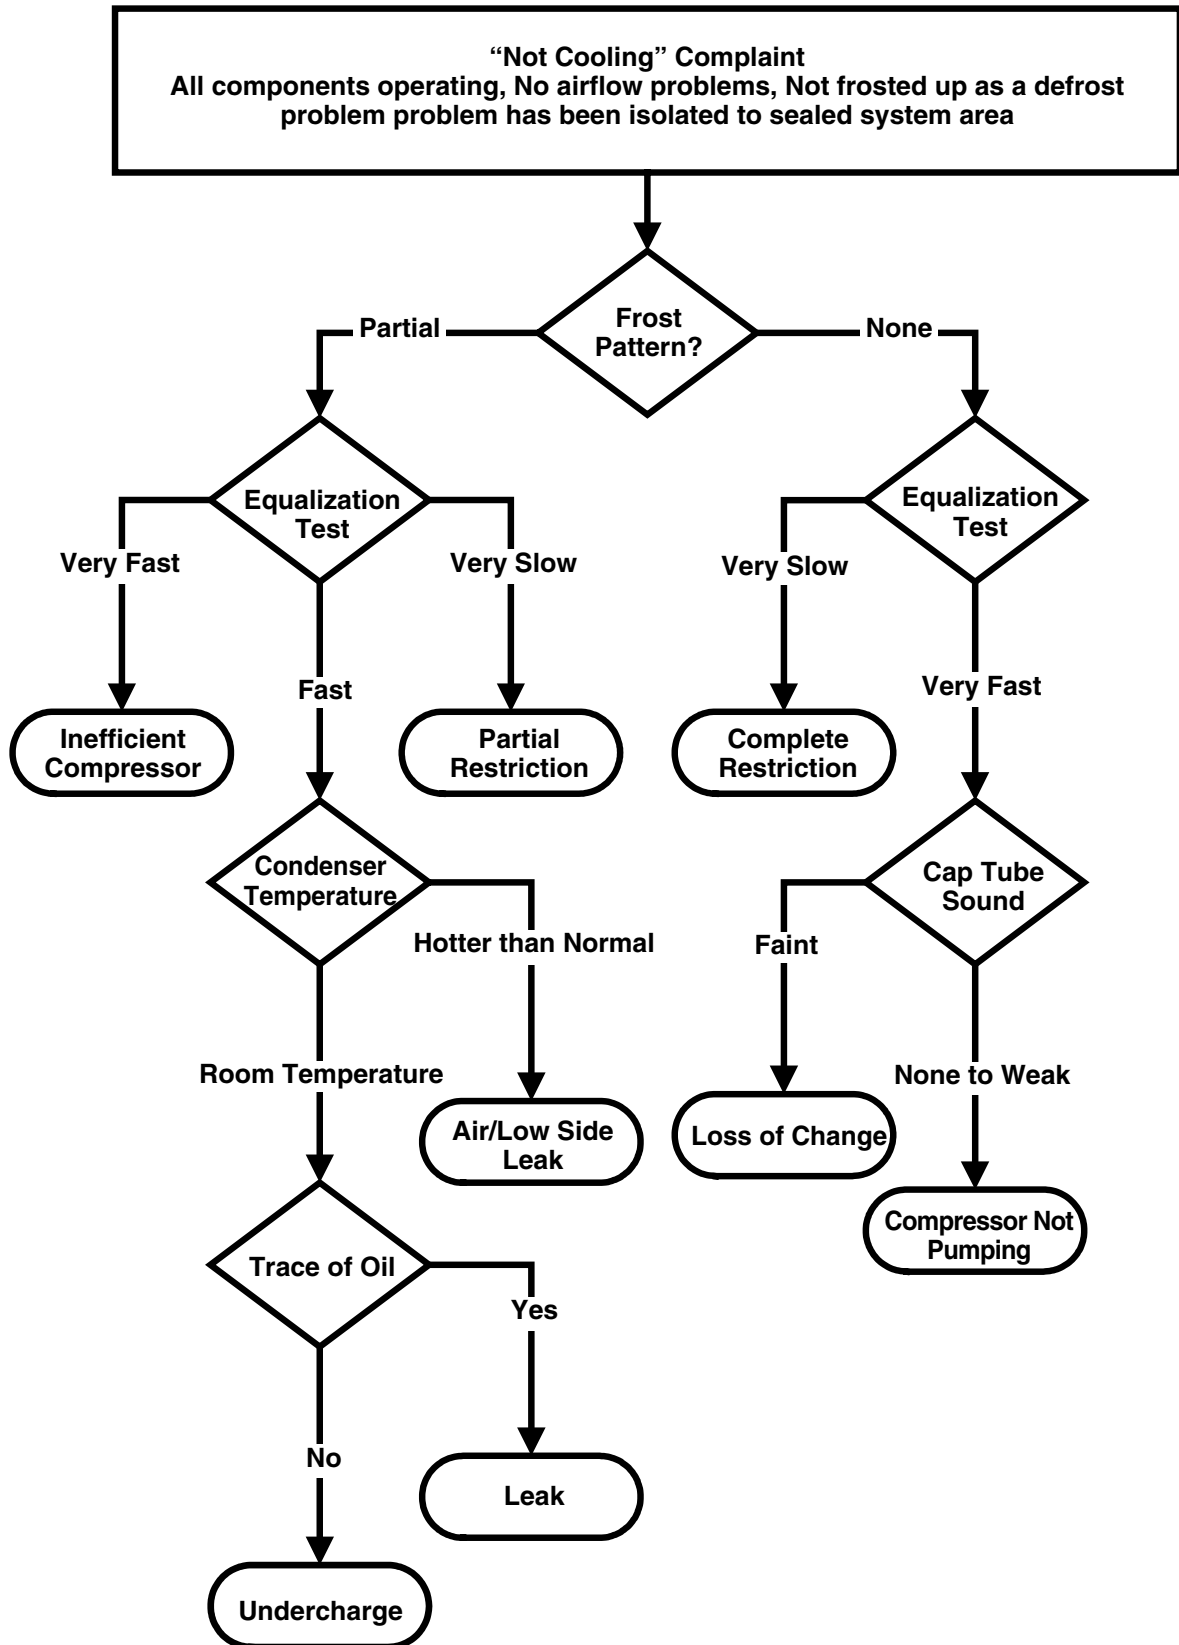 “Not Cooling” Complaint
All components operating, No airflow problems, Not frosted up as a defrost
problem problem has been isolated to sealed system area
Frost
Pattern?
Partial
None
Equalization
Test
Equalization
Test
Very Fast
Very Slow
Very Slow
Fast
Very Fast
Inefficient
Compressor
Partial
Restriction
Complete
Restriction
Condenser
Temperature
Cap Tube
Sound
Hotter than Normal
Faint
Room Temperature
None to Weak
Air/Low Side
Leak
Loss of Change
Compressor Not
Pumping
Trace of Oil
Yes
No
Leak
Undercharge